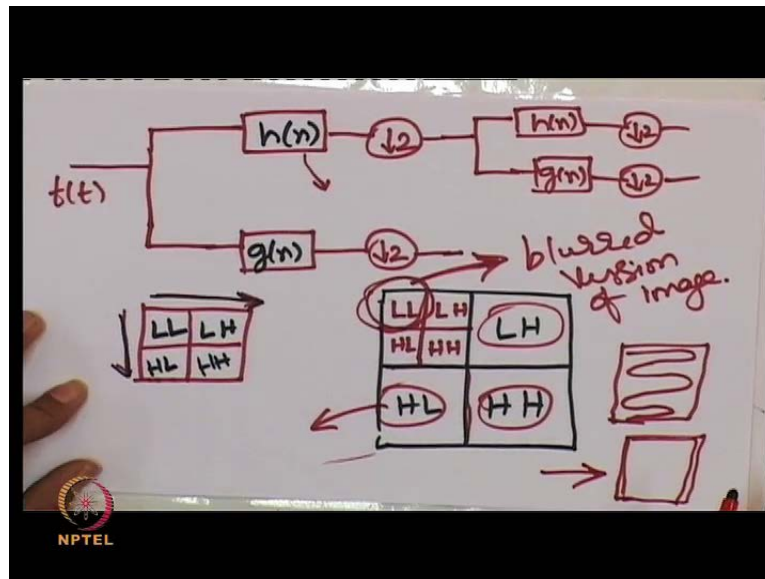 h(n) ↓2 h(n) ↓2
f(t) g(n) ↓2
g(n) ↓2
blurred
version
of image.
LL LH
HL HH
LL LH LH
HL HH
HL HH
NPTEL